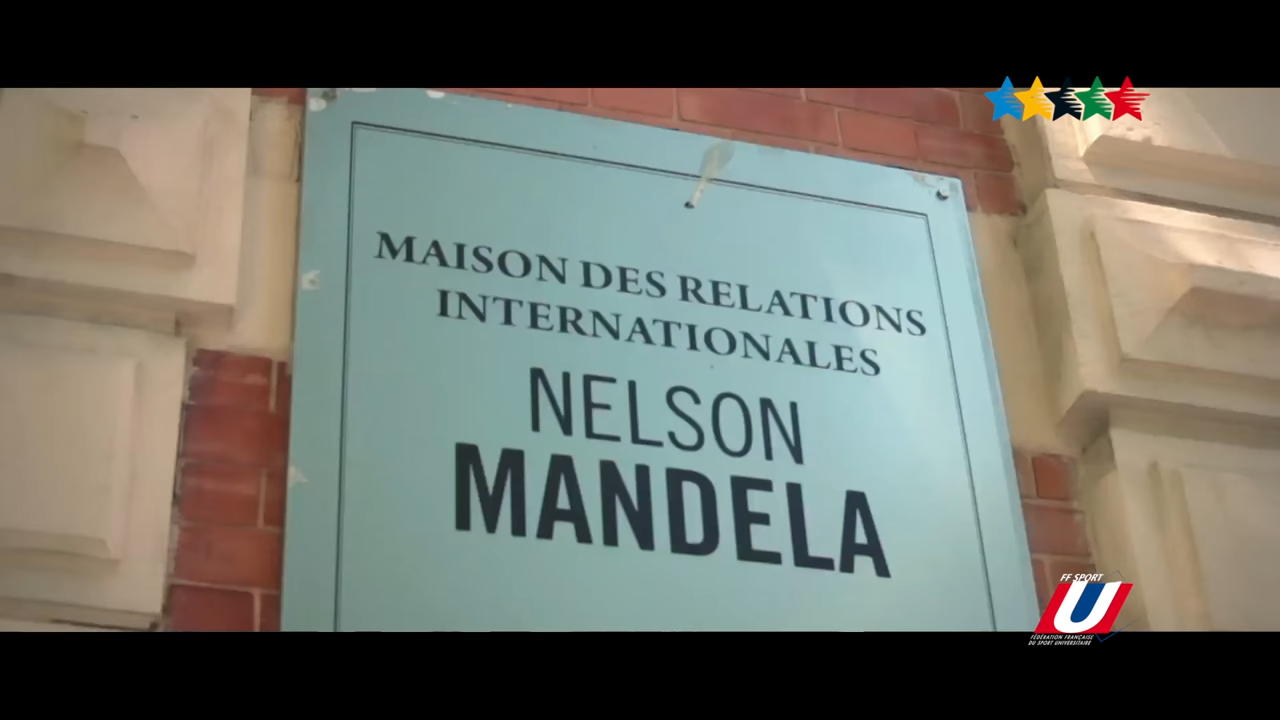 MAISON DES RELATIONS
INTERNATIONALES
NELSON
MANDELA
FF SPORT
U
FÉDÉRATION FRANÇAISE
DU SPORT UNIVERSITAIRE